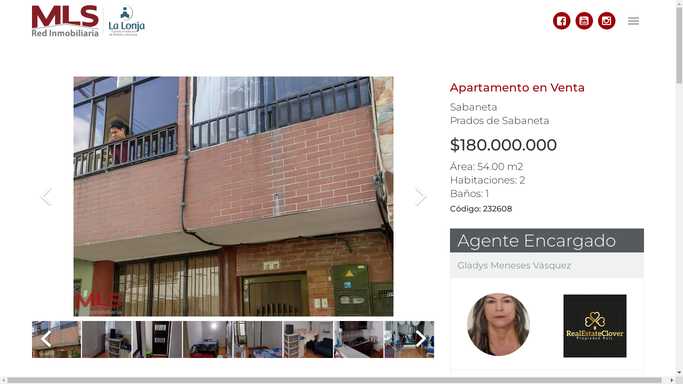 MLS
Red Inmobiliaria
La Lonja
Apartamento en Venta
Sabaneta
Prados de Sabaneta
$180.000.000
Área: 54.00 m2
Habitaciones: 2
Baños: 1
Código: 232608
Agente Encargado
Gladys Meneses Vásquez
MLS
RealEstateClover
Propiedad Raíz